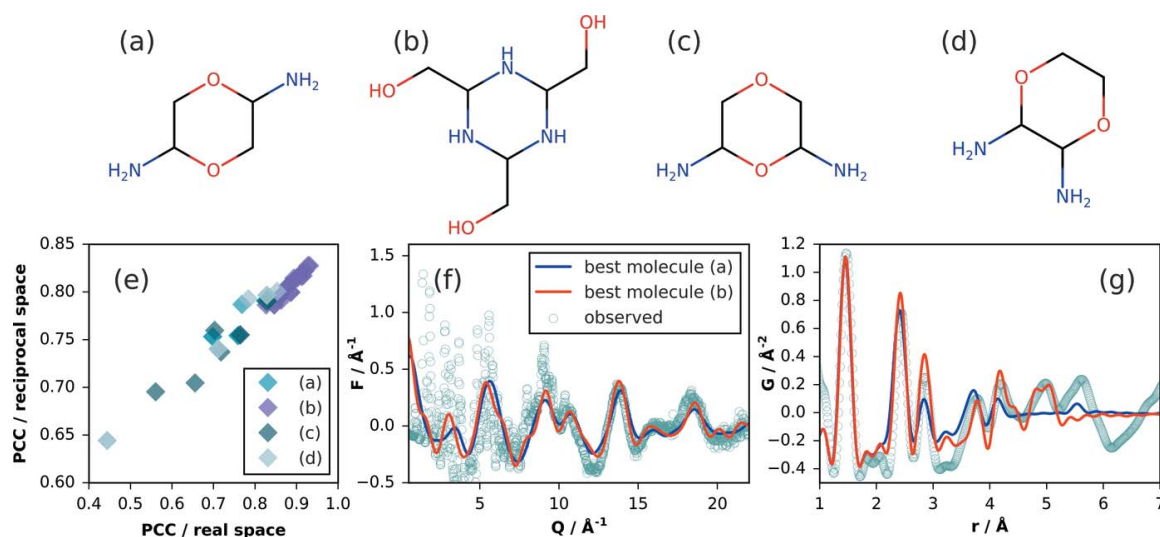 (a)
O
NH₂
H₂N
O
(b)
OH
H
N
HO
HN
NH
HO
(c)
O
H₂N
O
NH₂
(d)
O
O
H₂N
NH₂
(e)
PCC / reciprocal space
0.85
0.80
0.75
0.70
0.65
0.60
0.4 0.5 0.6 0.7 0.8 0.9 1.0
PCC / real space
(a)
(b)
(c)
(d)
(f)
F / Å⁻¹
1.5
1.0
0.5
0.0
−0.5
5 10 15 20
Q / Å⁻¹
best molecule (a)
best molecule (b)
observed
(g)
G / Å⁻²
1.2
1.0
0.8
0.6
0.4
0.2
0.0
−0.2
−0.4
1 2 3 4 5 6 7
r / Å